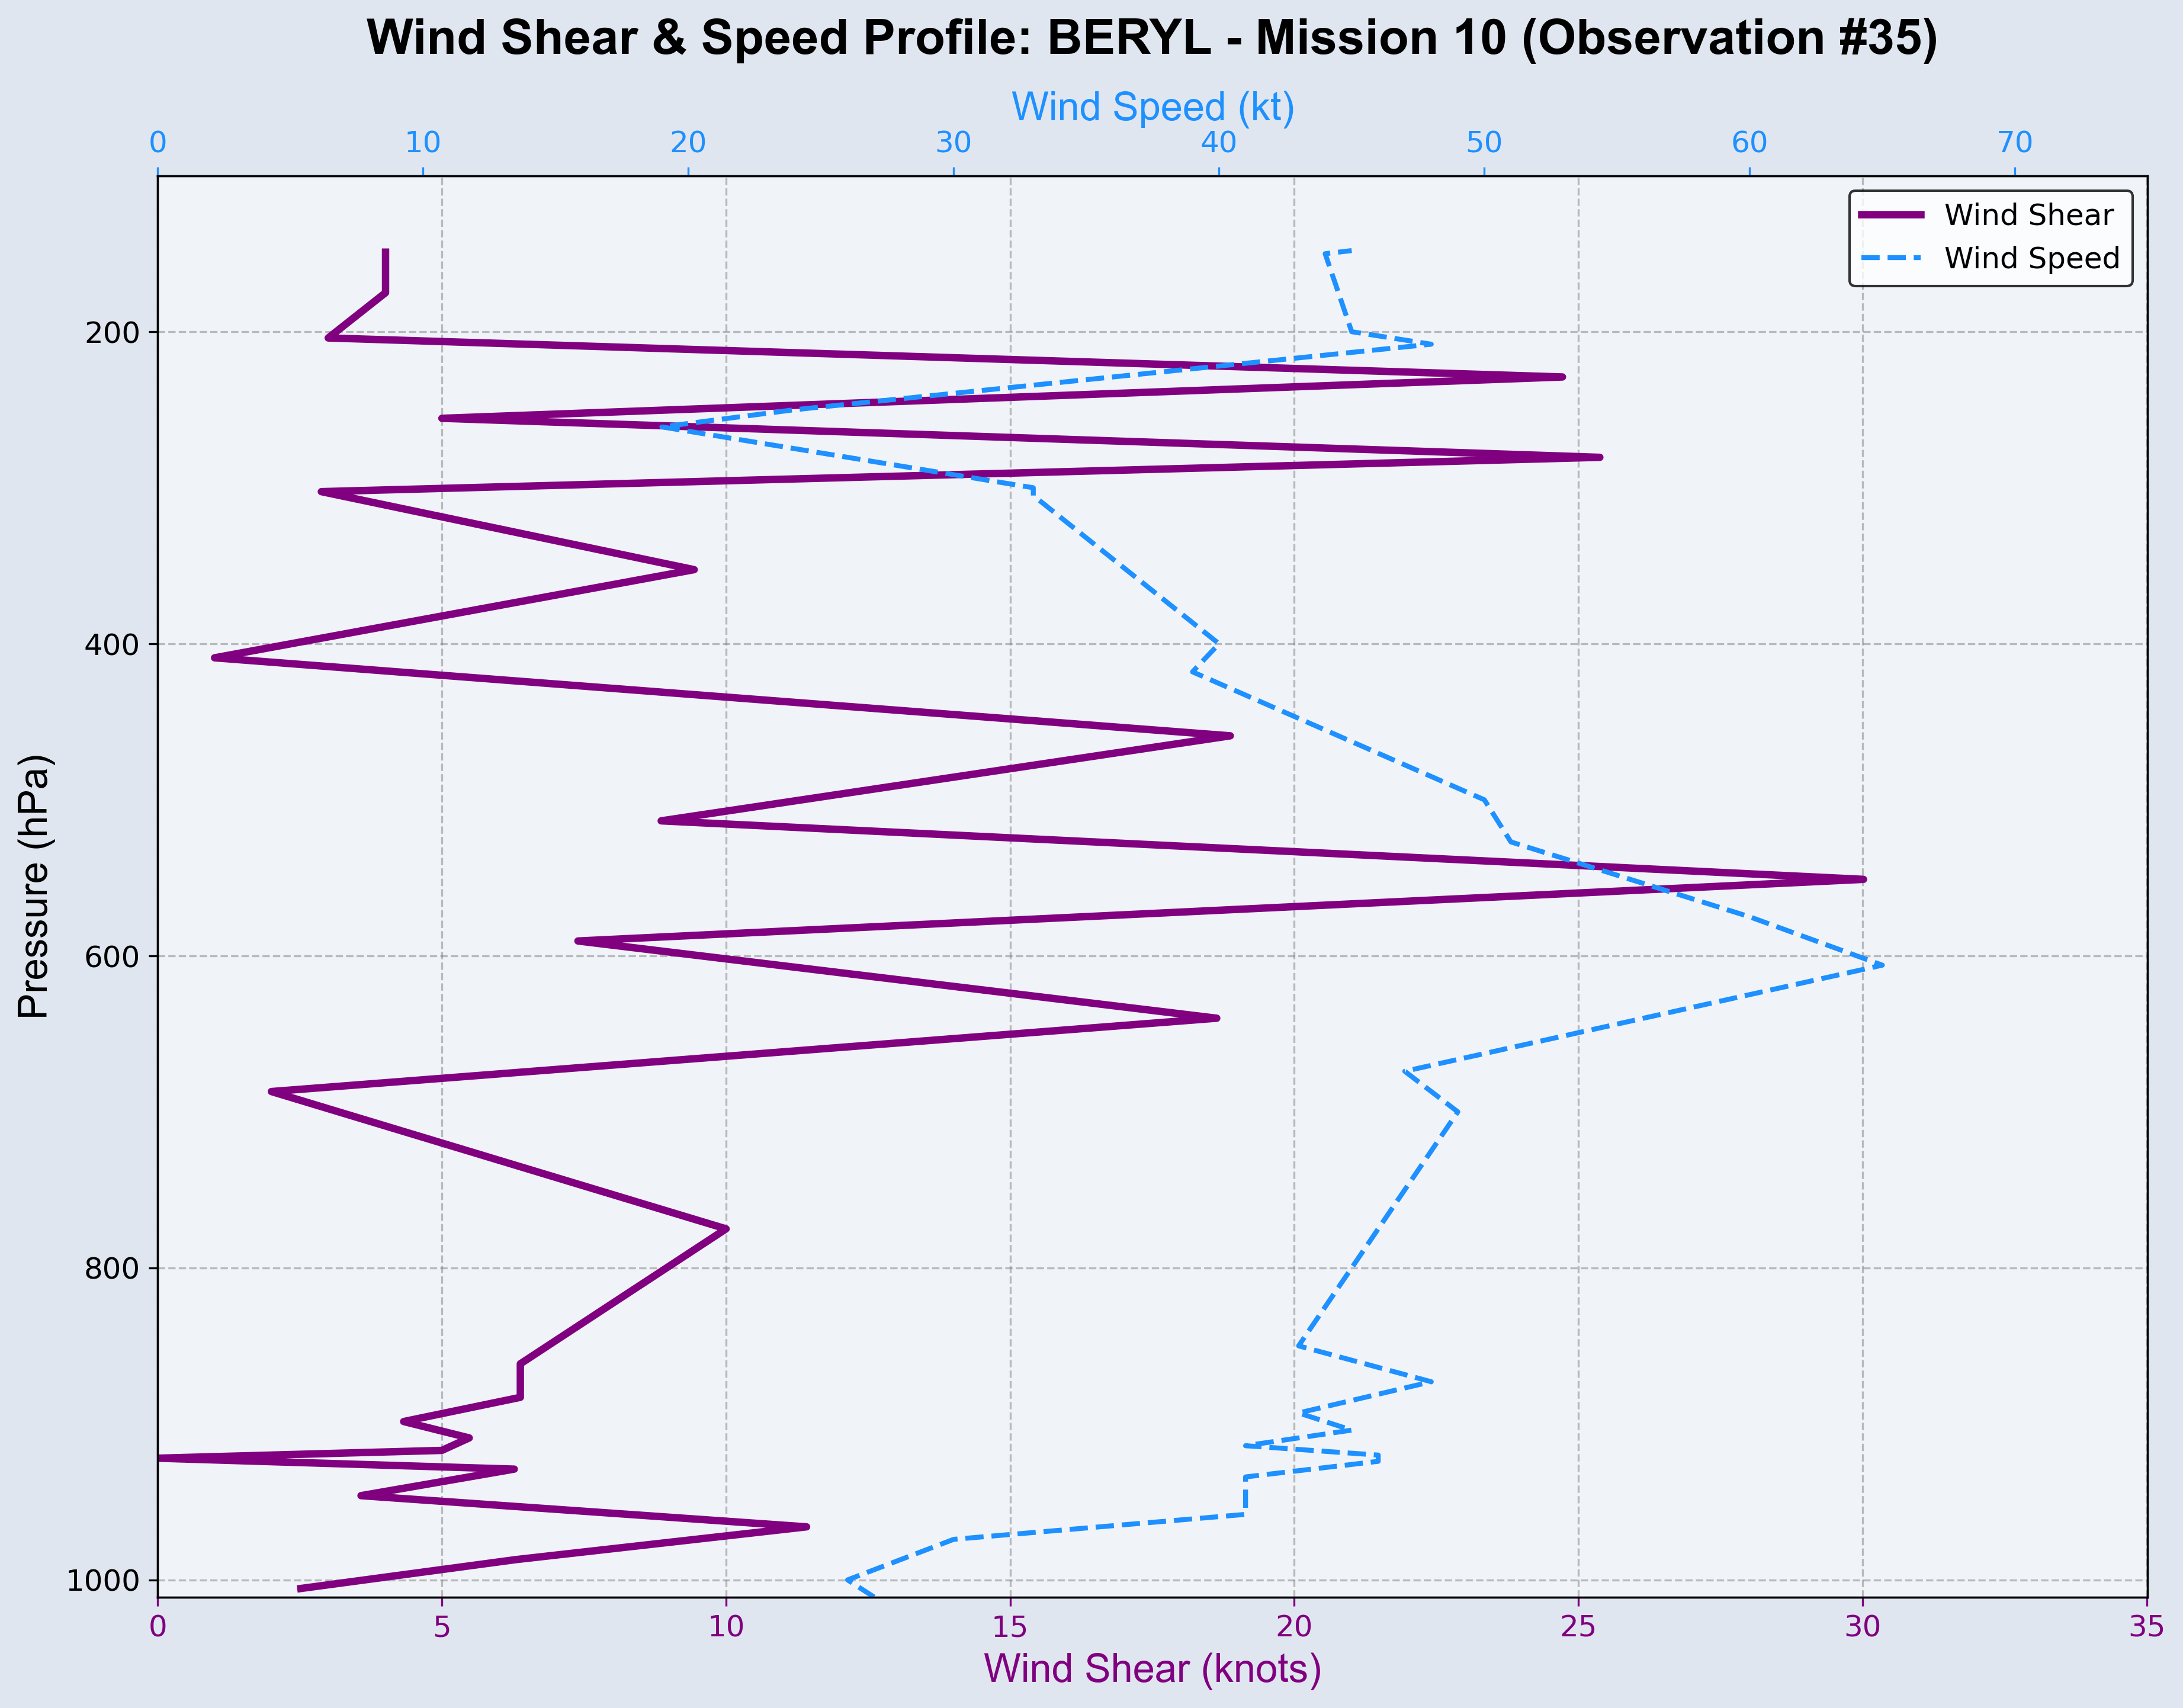 Wind Shear & Speed Profile: BERYL - Mission 10 (Observation #35)
Wind Speed (kt)
0 10 20 30 40 50 60 70
Wind Shear
Wind Speed
200
400
600
800
1000
Pressure (hPa)
0 5 10 15 20 25 30 35
Wind Shear (knots)